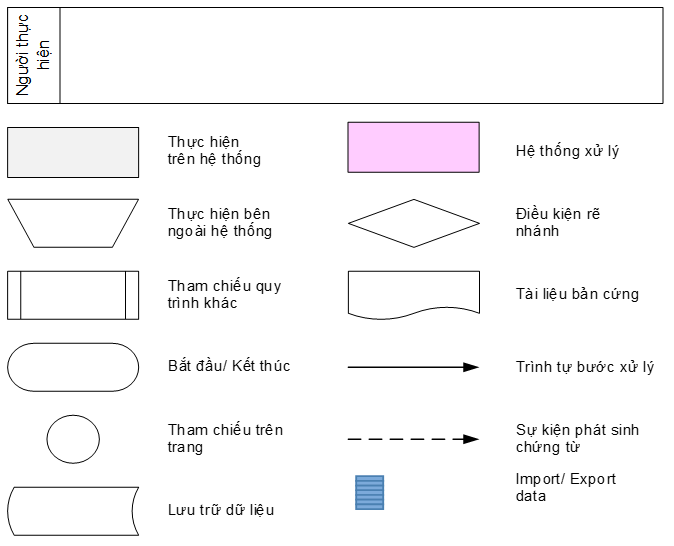 Người thực
hiện
Thực hiện
trên hệ thống
Hệ thống xử lý
Thực hiện bên
ngoài hệ thống
Điều kiện rẽ
nhánh
Tham chiếu quy
trình khác
Tài liệu bản cứng
Bắt đầu/ Kết thúc
Trình tự bước xử lý
Tham chiếu trên
trang
Sự kiện phát sinh
chứng từ
Lưu trữ dữ liệu
Import/ Export
data